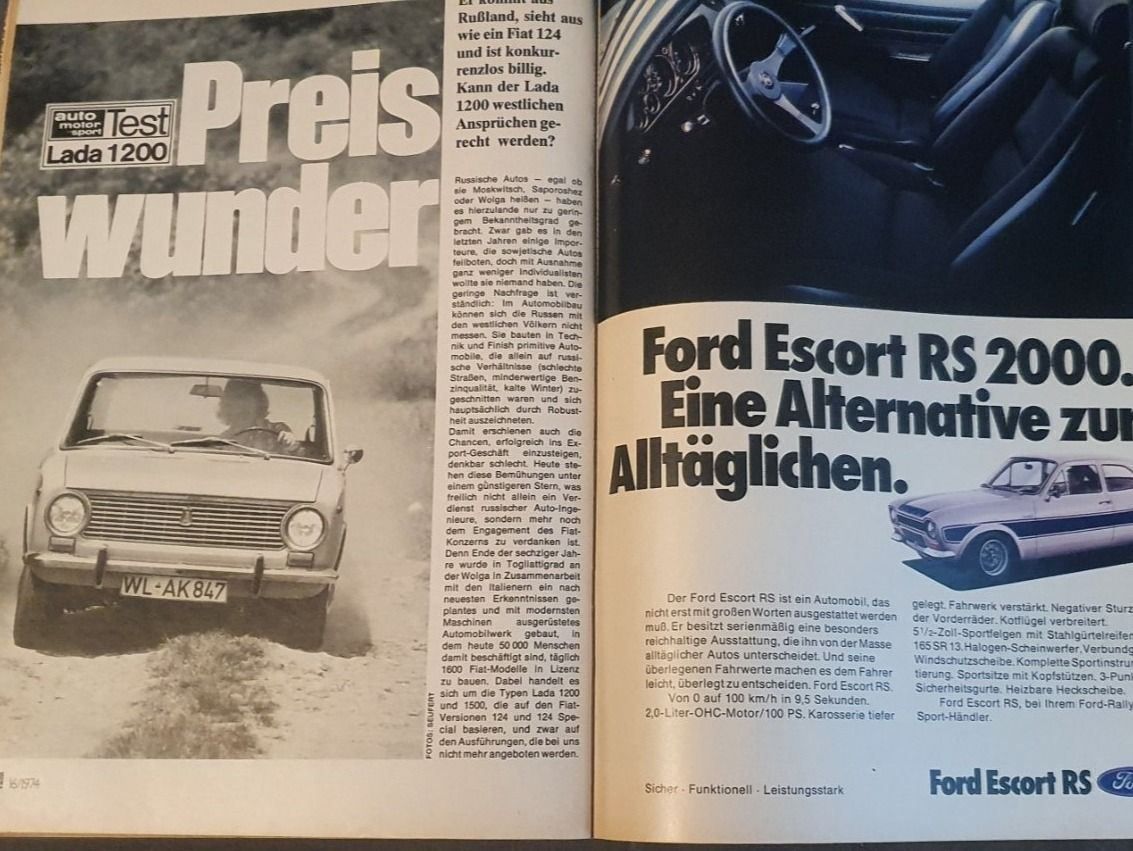 Preis
wunder
auto
motor
sport
Test
Lada 1200
Er kommt aus
Rußland, sieht aus
wie ein Fiat 124
und ist konkur-
renzlos billig.
Kann der Lada
1200 westlichen
Ansprüchen ge-
recht werden?
Russische Autos — egal ob
sie Moskwitsch, Saporoshez
oder Wolga heißen — haben
es hierzulande nur zu gerin-
gem Bekanntheitsgrad ge-
bracht. Zwar gab es in den
letzten Jahren einige Impor-
teure, die sowjetische Autos
feilboten, doch mit Ausnahme
ganz weniger Individualisten
wollte sie niemand haben. Die
geringe Nachfrage ist ver-
ständlich: Im Automobilbau
können sich die Russen mit
den westlichen Völkern nicht
messen. Sie bauten in Tech-
nik und Finish primitive Auto-
mobile, die allein auf russi-
sche Verhältnisse (schlechte
Straßen, minderwertige Ben-
zinqualität, kalte Winter) zu-
geschnitten waren und sich
hauptsächlich durch Robust-
heit auszeichneten.
Damit erschienen auch die
Chancen, erfolgreich ins Ex-
port-Geschäft einzusteigen,
denkbar schlecht. Heute ste-
hen diese Bemühungen unter
einem günstigeren Stern, was
freilich nicht allein ein Ver-
dienst russischer Auto-Inge-
nieure, sondern mehr noch
dem Engagement des Fiat-
Konzerns zu verdanken ist.
Denn Ende der sechziger Jah-
re wurde in Togliattigrad an
der Wolga in Zusammenarbeit
mit den Italienern ein nach
neuesten Erkenntnissen ge-
plantes und mit modernsten
Maschinen ausgerüstetes
Automobilwerk gebaut, in
dem heute 50 000 Menschen
damit beschäftigt sind, täglich
1600 Fiat-Modelle in Lizenz
zu bauen. Dabei handelt es
sich um die Typen Lada 1200
und 1500, die auf den Fiat-
Versionen 124 und 124 Spe-
cial basieren, und zwar auf
den Ausführungen, die bei uns
nicht mehr angeboten werden.
WL-AK 847
FOTOS: SEUFERT
16/1974
Ford Escort RS 2000.
Eine Alternative zur
Alltäglichen.
Der Ford Escort RS ist ein Automobil, das
nicht erst mit großen Worten ausgestattet werden
muß. Er besitzt serienmäßig eine besonders
reichhaltige Ausstattung, die ihn von der Masse
alltäglicher Autos unterscheidet. Und seine
überlegenen Fahrwerte machen es dem Fahrer
leicht, überlegt zu entscheiden. Ford Escort RS.
Von 0 auf 100 km/h in 9,5 Sekunden.
2,0-Liter-OHC-Motor/100 PS. Karosserie tiefer
gelegt. Fahrwerk verstärkt. Negativer Sturz
der Vorderräder. Kotflügel verbreitert.
5½-Zoll-Sportfelgen mit Stahlgürtelreifen
165 SR 13. Halogen-Scheinwerfer, Verbundg
Windschutzscheibe. Komplette Sportinstru
tierung. Sportsitze mit Kopfstützen. 3-Punk
Sicherheitsgurte. Heizbare Heckscheibe.
Ford Escort RS, bei Ihrem Ford-Rally
Sport-Händler.
Sicher · Funktionell · Leistungsstark
Ford Escort RS
Fo